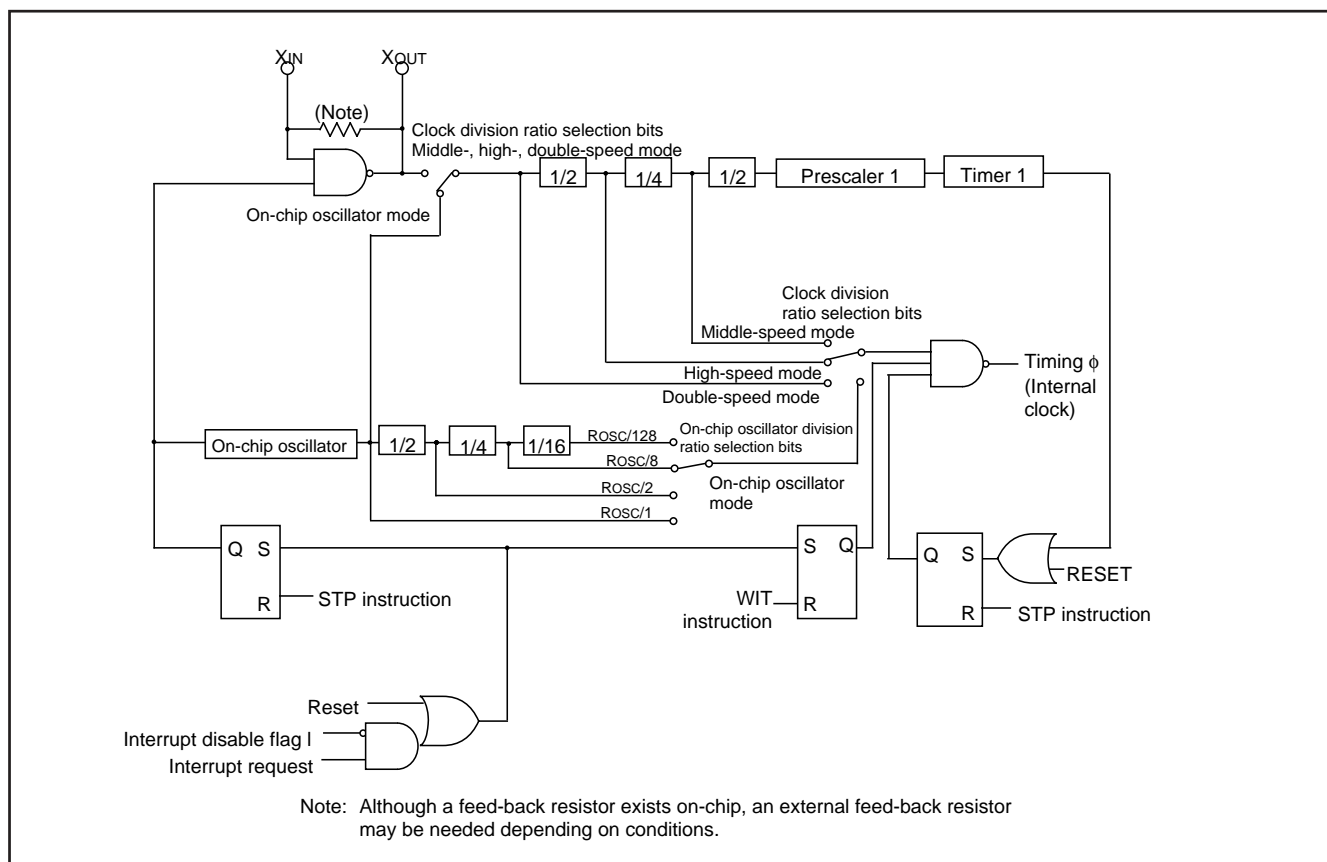 XIN
XOUT
(Note)
Clock division ratio selection bits
Middle-, high-, double-speed mode
1/2
1/4
1/2
Prescaler 1
Timer 1
On-chip oscillator mode
Clock division
ratio selection bits
Middle-speed mode
High-speed mode
Double-speed mode
Timing ϕ
(Internal
clock)
On-chip oscillator
1/2
1/4
1/16
ROSC/128
ROSC/8
ROSC/2
ROSC/1
On-chip oscillator division
ratio selection bits
On-chip oscillator
mode
Q S
R
STP instruction
S Q
R
WIT
instruction
Q S
R
RESET
STP instruction
Reset
Interrupt disable flag I
Interrupt request
Note: Although a feed-back resistor exists on-chip, an external feed-back resistor
may be needed depending on conditions.